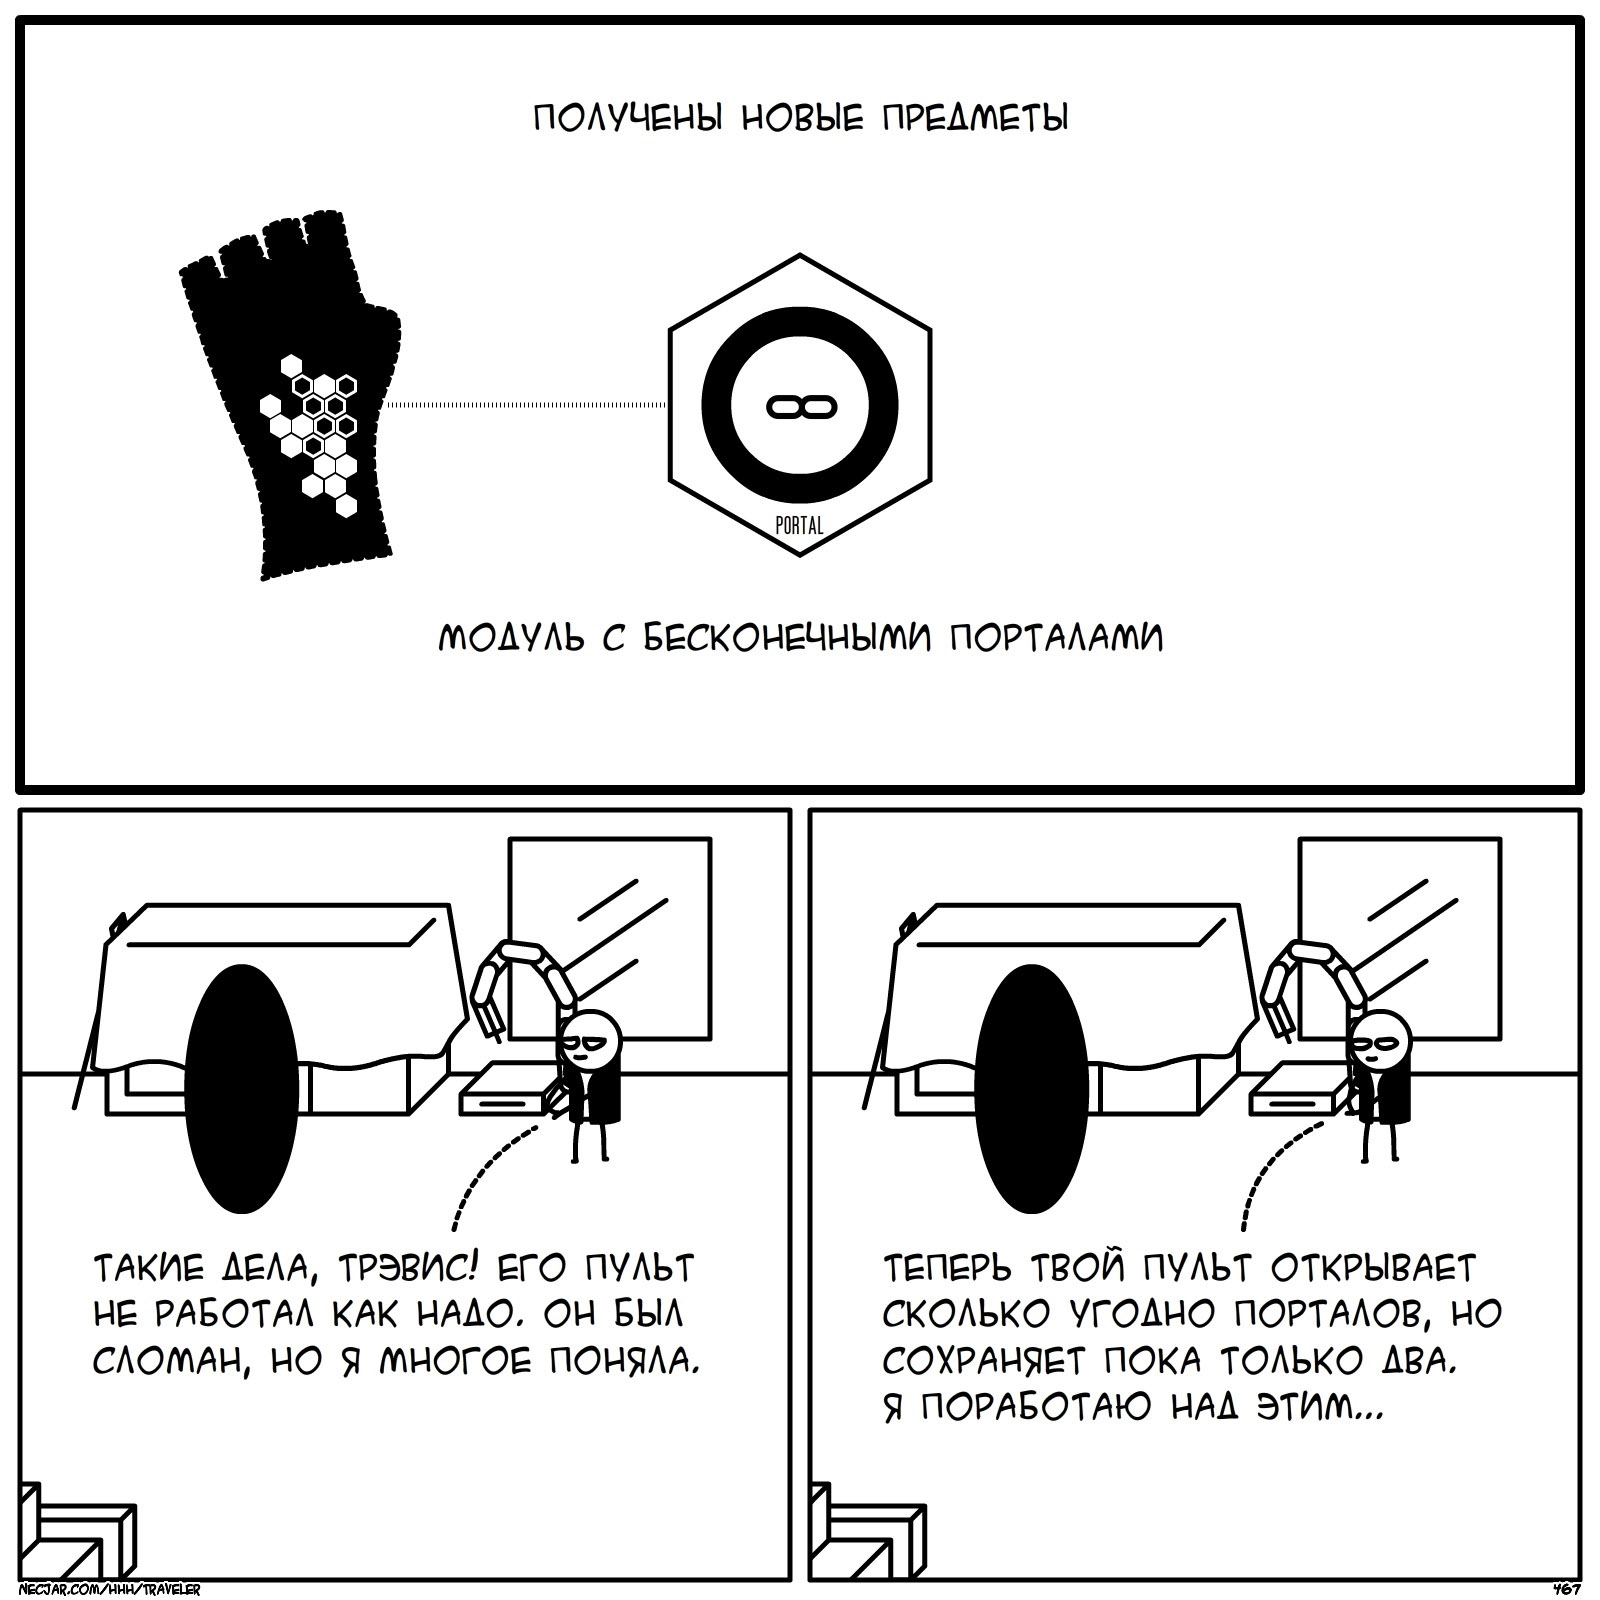 ПОЛУЧЕНЫ НОВЫЕ ПРЕДМЕТЫ
PORTAL
МОДУЛЬ С БЕСКОНЕЧНЫМИ ПОРТАЛАМИ
ТАКИЕ ДЕЛА, ТРЭВИС! ЕГО ПУЛЬТ
НЕ РАБОТАЛ КАК НАДО. ОН БЫЛ
СЛОМАН, НО Я МНОГОЕ ПОНЯЛА.
ТЕПЕРЬ ТВОЙ ПУЛЬТ ОТКРЫВАЕТ
СКОЛЬКО УГОДНО ПОРТАЛОВ, НО
СОХРАНЯЕТ ПОКА ТОЛЬКО ДВА.
Я ПОРАБОТАЮ НАД ЭТИМ...
NECJAR.COM/HHH/TRAVELER
467